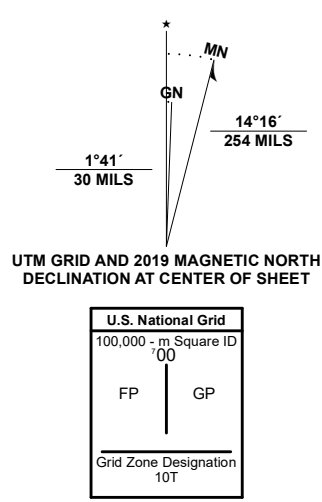 ★
MN
GN
14°16´
254 MILS
1°41´
30 MILS
UTM GRID AND 2019 MAGNETIC NORTH
DECLINATION AT CENTER OF SHEET
U.S. National Grid
100,000 - m Square ID
⁷00
FP GP
Grid Zone Designation
10T